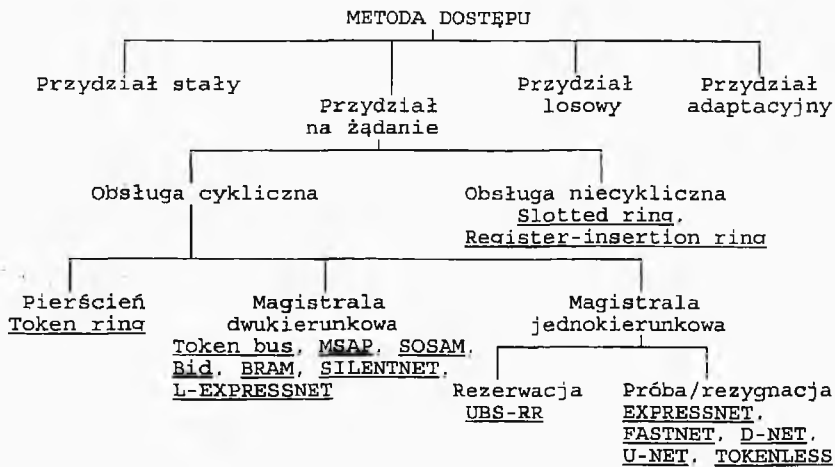 METODA DOSTĘPU
Przydział stały
Przydział
na żądanie
Przydział
losowy
Przydział
adaptacyjny
Obsługa cykliczna
Obsługa niecykliczna
Slotted ring,
Register-insertion ring
Pierścień
Token ring
Magistrala
dwukierunkowa
Token bus, MSAP, SOSAM,
Bid, BRAM, SILENTNET,
L-EXPRESSNET
Magistrala
jednokierunkowa
Rezerwacja
UBS-RR
Próba/rezygnacja
EXPRESSNET,
FASTNET, D-NET,
U-NET, TOKENLESS